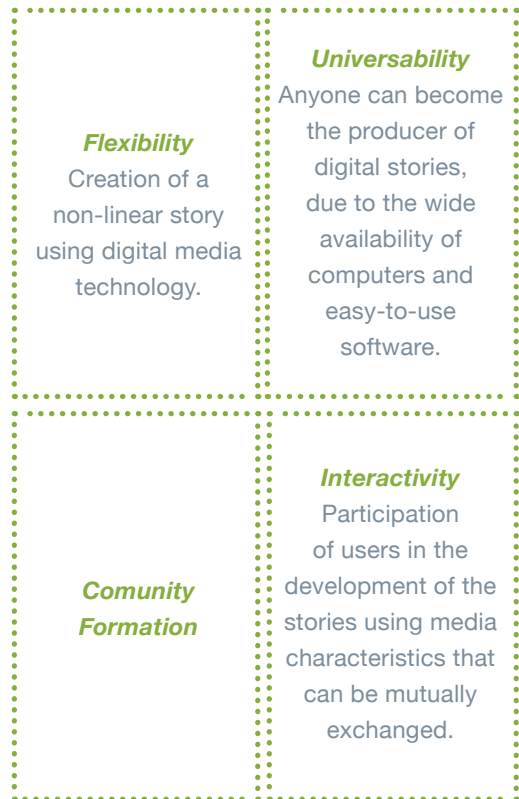 Flexibility
Creation of a
non-linear story
using digital media
technology.
Universability
Anyone can become
the producer of
digital stories,
due to the wide
availability of
computers and
easy-to-use
software.
Comunity
Formation
Interactivity
Participation
of users in the
development of the
stories using media
characteristics that
can be mutually
exchanged.